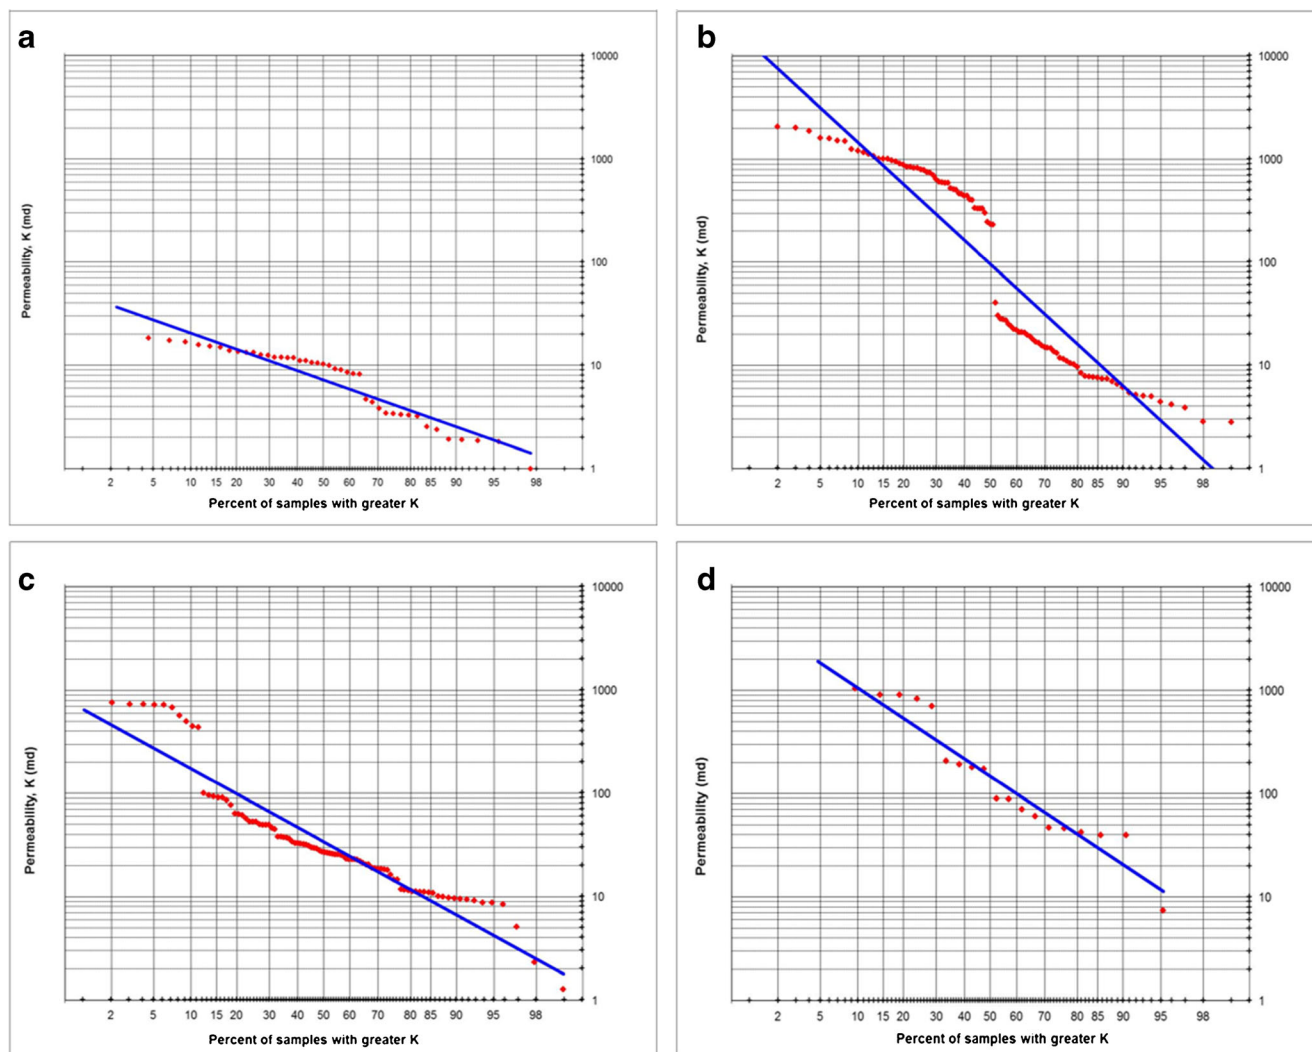 a
10000
1000
100
10
1
Permeability, K (md)
2 5 10 15 20 30 40 50 60 70 80 85 90 95 98
Percent of samples with greater K
b
10000
1000
100
10
1
Permeability, K (md)
2 5 10 15 20 30 40 50 60 70 80 85 90 95 98
Percent of samples with greater K
c
10000
1000
100
10
1
Permeability, K (md)
2 5 10 15 20 30 40 50 60 70 80 85 90 95 98
Percent of samples with greater K
d
10000
1000
100
10
1
Permeability (md)
2 5 10 15 20 30 40 50 60 70 80 85 90 95 98
Percent of samples with greater K